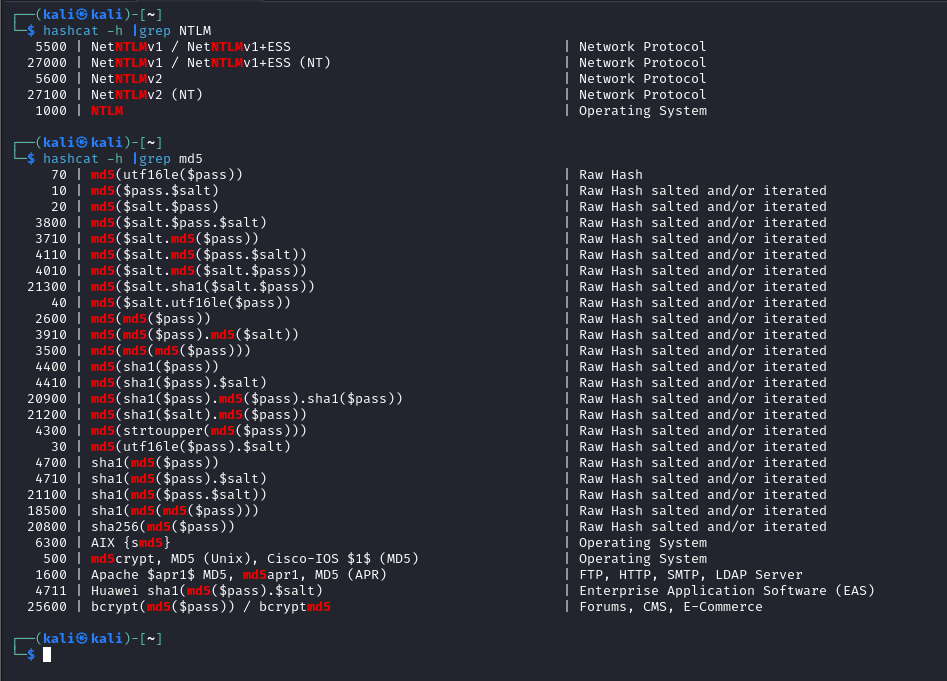 ┌──(kali㉿kali)-[~]
└─$ hashcat -h |grep NTLM
5500 | NetNTLMv1 / NetNTLMv1+ESS | Network Protocol
27000 | NetNTLMv1 / NetNTLMv1+ESS (NT) | Network Protocol
5600 | NetNTLMv2 | Network Protocol
27100 | NetNTLMv2 (NT) | Network Protocol
1000 | NTLM | Operating System
┌──(kali㉿kali)-[~]
└─$ hashcat -h |grep md5
70 | md5(utf16le($pass)) | Raw Hash
10 | md5($pass.$salt) | Raw Hash salted and/or iterated
20 | md5($salt.$pass) | Raw Hash salted and/or iterated
3800 | md5($salt.$pass.$salt) | Raw Hash salted and/or iterated
3710 | md5($salt.md5($pass)) | Raw Hash salted and/or iterated
4110 | md5($salt.md5($pass.$salt)) | Raw Hash salted and/or iterated
4010 | md5($salt.md5($salt.$pass)) | Raw Hash salted and/or iterated
21300 | md5($salt.sha1($salt.$pass)) | Raw Hash salted and/or iterated
40 | md5($salt.utf16le($pass)) | Raw Hash salted and/or iterated
2600 | md5(md5($pass)) | Raw Hash salted and/or iterated
3910 | md5(md5($pass).md5($salt)) | Raw Hash salted and/or iterated
3500 | md5(md5(md5($pass))) | Raw Hash salted and/or iterated
4400 | md5(sha1($pass)) | Raw Hash salted and/or iterated
4410 | md5(sha1($pass).$salt) | Raw Hash salted and/or iterated
20900 | md5(sha1($pass).md5($pass).sha1($pass)) | Raw Hash salted and/or iterated
21200 | md5(sha1($salt).md5($pass)) | Raw Hash salted and/or iterated
4300 | md5(strtoupper(md5($pass))) | Raw Hash salted and/or iterated
30 | md5(utf16le($pass).$salt) | Raw Hash salted and/or iterated
4700 | sha1(md5($pass)) | Raw Hash salted and/or iterated
4710 | sha1(md5($pass).$salt) | Raw Hash salted and/or iterated
21100 | sha1(md5($pass.$salt)) | Raw Hash salted and/or iterated
18500 | sha1(md5(md5($pass))) | Raw Hash salted and/or iterated
20800 | sha256(md5($pass)) | Raw Hash salted and/or iterated
6300 | AIX {smd5} | Operating System
500 | md5crypt, MD5 (Unix), Cisco-IOS $1$ (MD5) | Operating System
1600 | Apache $apr1$ MD5, md5apr1, MD5 (APR) | FTP, HTTP, SMTP, LDAP Server
4711 | Huawei sha1(md5($pass).$salt) | Enterprise Application Software (EAS)
25600 | bcrypt(md5($pass)) / bcryptmd5 | Forums, CMS, E-Commerce
┌──(kali㉿kali)-[~]
└─$